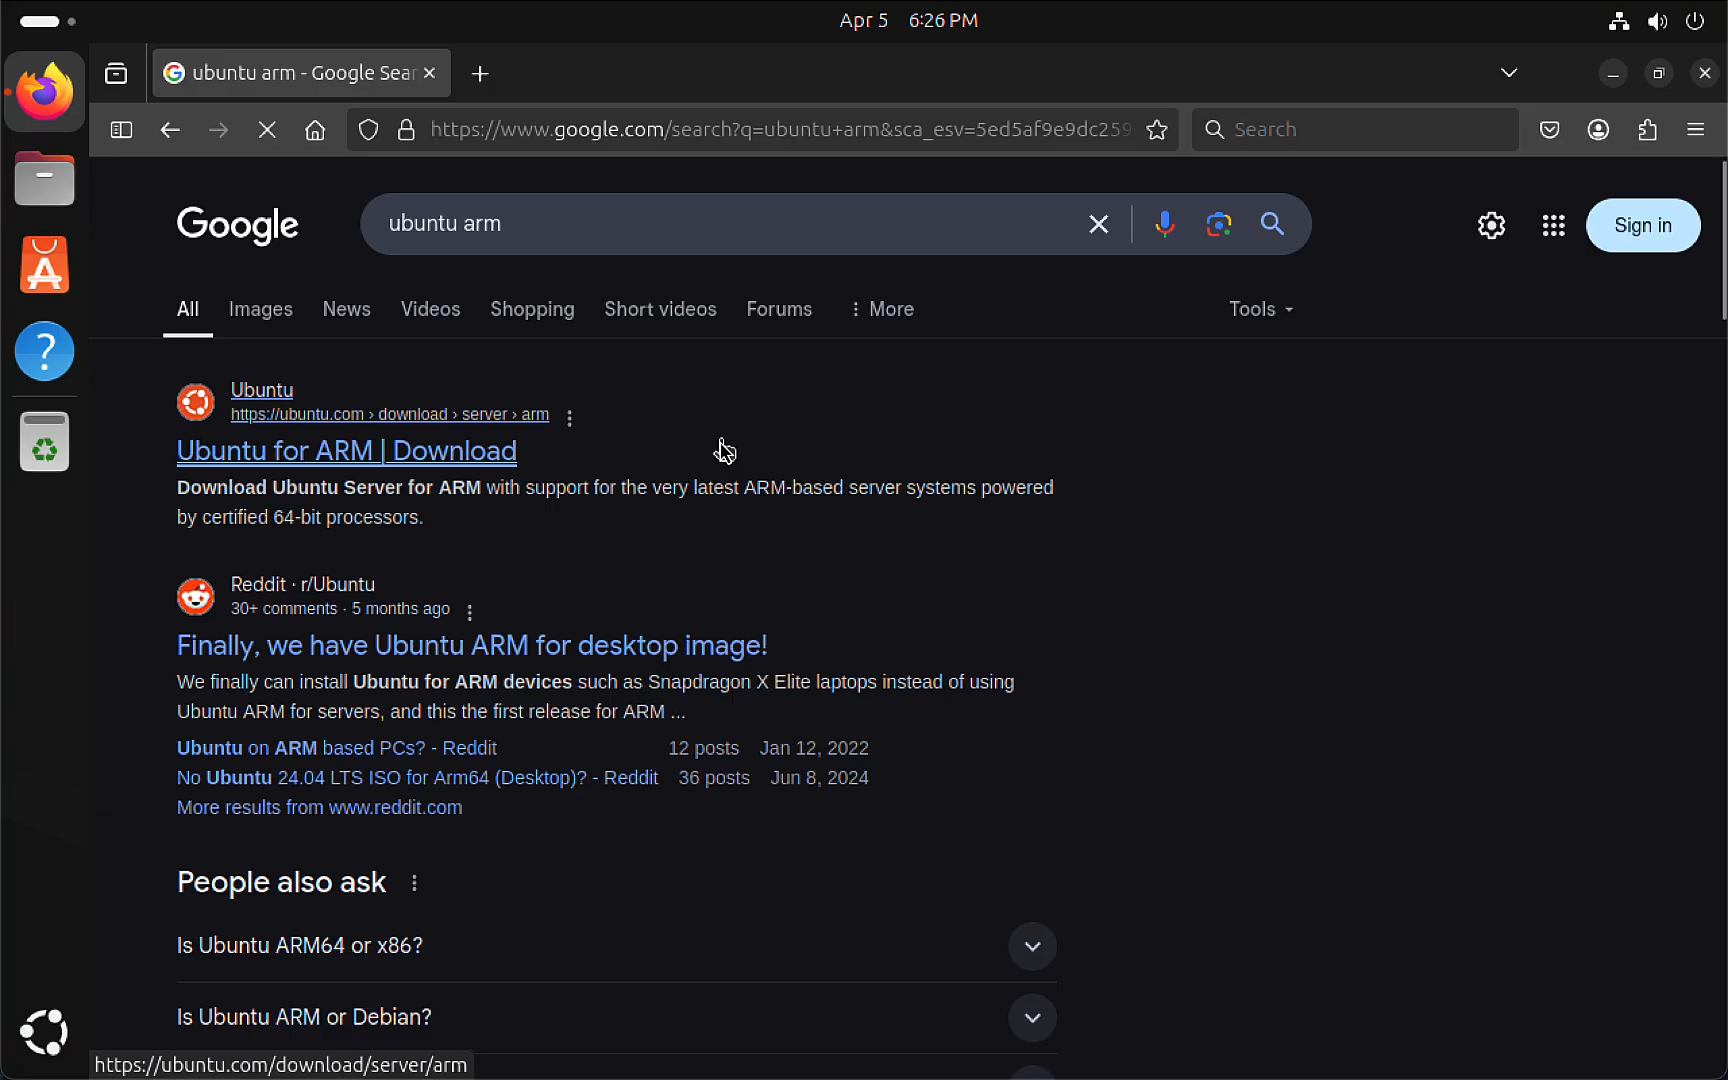 Apr 5 6:26 PM
ubuntu arm - Google Sear
https://www.google.com/search?q=ubuntu+arm&sca_esv=5ed5af9e9dc259
Search
Google
ubuntu arm
Sign in
All Images News Videos Shopping Short videos Forums More Tools
Ubuntu
https://ubuntu.com › download › server › arm
Ubuntu for ARM | Download
Download Ubuntu Server for ARM with support for the very latest ARM-based server systems powered
by certified 64-bit processors.
Reddit · r/Ubuntu
30+ comments · 5 months ago
Finally, we have Ubuntu ARM for desktop image!
We finally can install Ubuntu for ARM devices such as Snapdragon X Elite laptops instead of using
Ubuntu ARM for servers, and this the first release for ARM ...
Ubuntu on ARM based PCs? - Reddit 12 posts Jan 12, 2022
No Ubuntu 24.04 LTS ISO for Arm64 (Desktop)? - Reddit 36 posts Jun 8, 2024
More results from www.reddit.com
People also ask
Is Ubuntu ARM64 or x86?
Is Ubuntu ARM or Debian?
https://ubuntu.com/download/server/arm